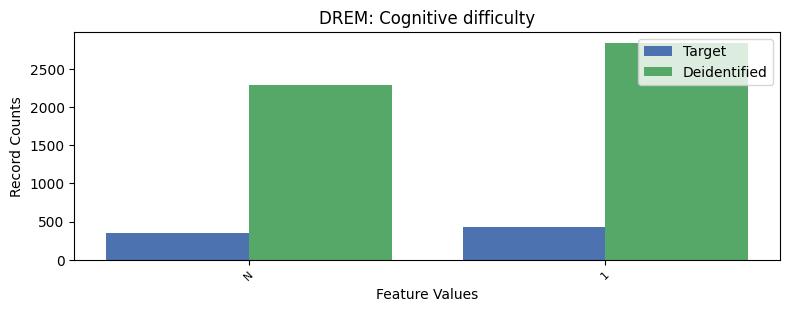 DREM: Cognitive difficulty
Target
Deidentified
Record Counts
2500
2000
1500
1000
500
0
N
1
Feature Values